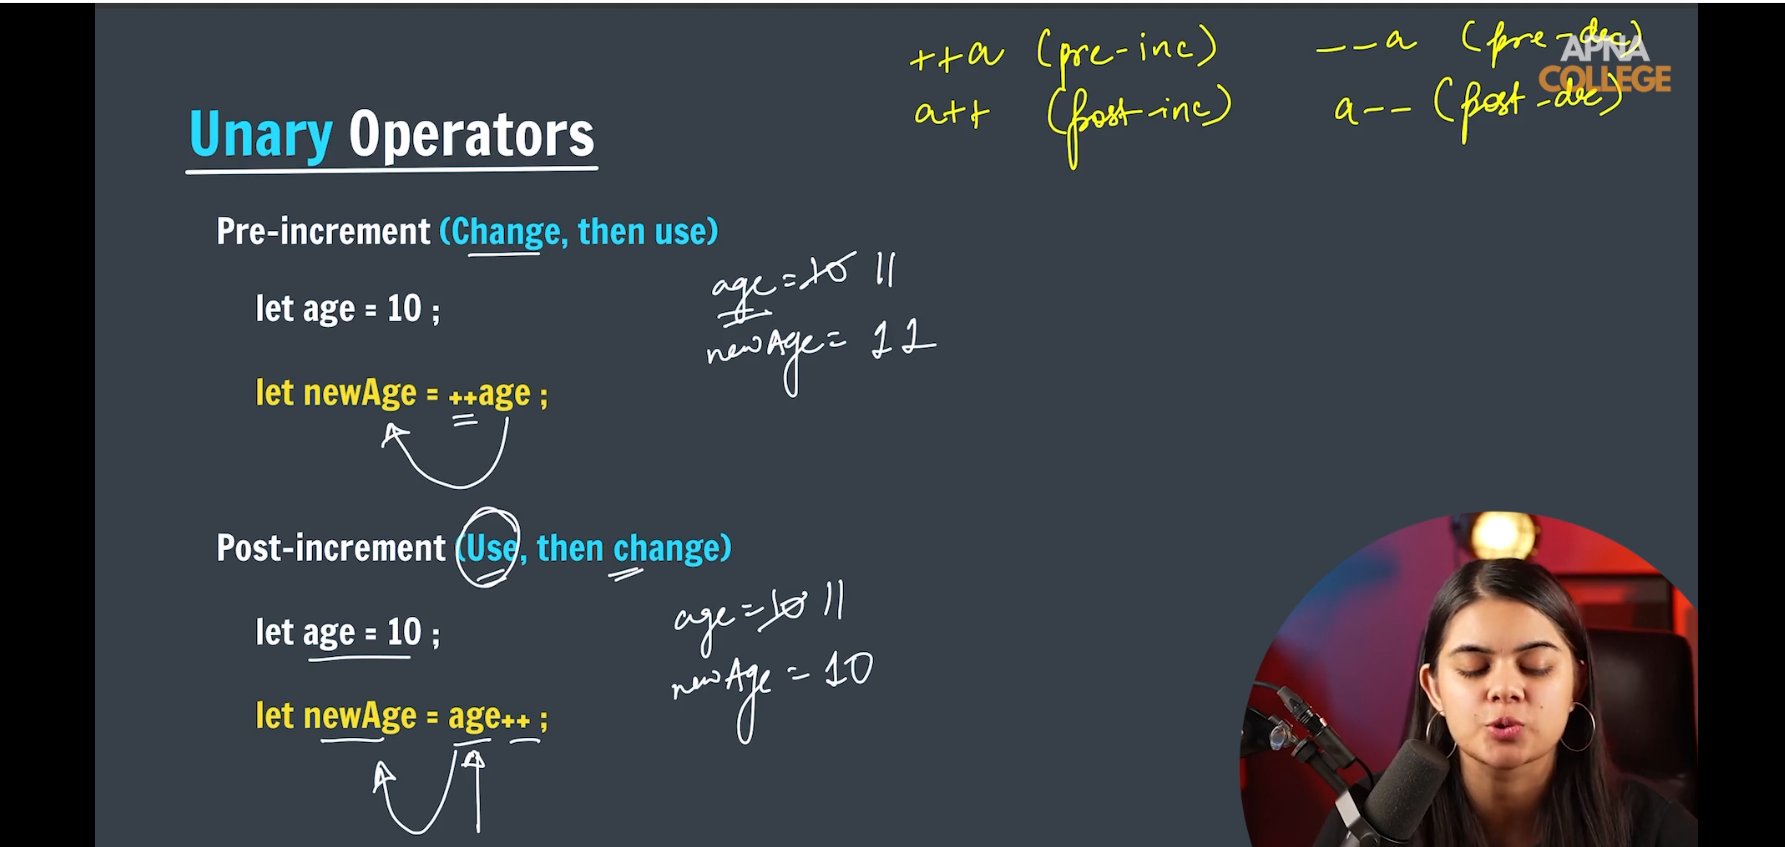 ++a (pre-inc) --a (pre-dec)
a++ (post-inc) a-- (post-dec)
APNA
COLLEGE
Unary Operators
Pre-increment (Change, then use)
let age = 10 ;
age = 10 11
newAge = 11
let newAge = ++age ;
Post-increment (Use, then change)
let age = 10 ;
age = 10 11
newAge = 10
let newAge = age++ ;